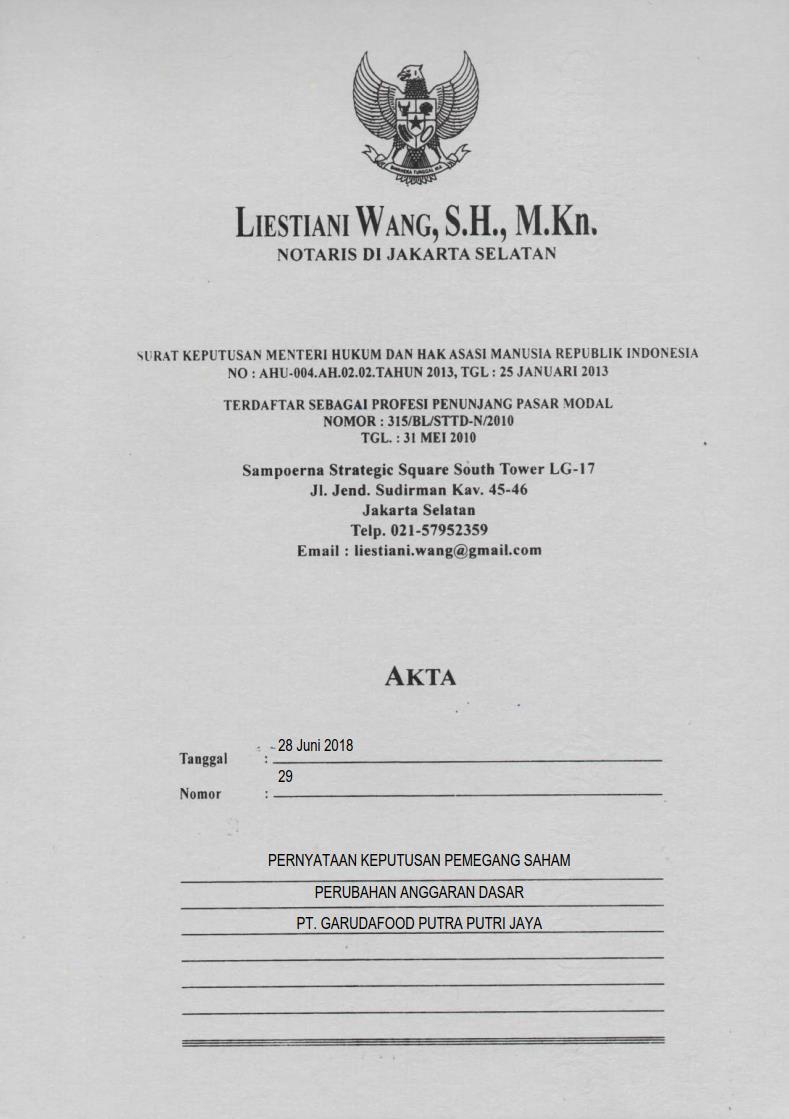 BHINNEKA TUNGGAL IKA
LIESTIANI WANG, S.H., M.Kn.
NOTARIS DI JAKARTA SELATAN
SURAT KEPUTUSAN MENTERI HUKUM DAN HAK ASASI MANUSIA REPUBLIK INDONESIA
NO : AHU-004.AH.02.02.TAHUN 2013, TGL : 25 JANUARI 2013
TERDAFTAR SEBAGAI PROFESI PENUNJANG PASAR MODAL
NOMOR : 315/BL/STTD-N/2010
TGL. : 31 MEI 2010
Sampoerna Strategic Square South Tower LG-17
Jl. Jend. Sudirman Kav. 45-46
Jakarta Selatan
Telp. 021-57952359
Email : liestiani.wang@gmail.com
AKTA
Tanggal : 28 Juni 2018
Nomor : 29
PERNYATAAN KEPUTUSAN PEMEGANG SAHAM
PERUBAHAN ANGGARAN DASAR
PT. GARUDAFOOD PUTRA PUTRI JAYA